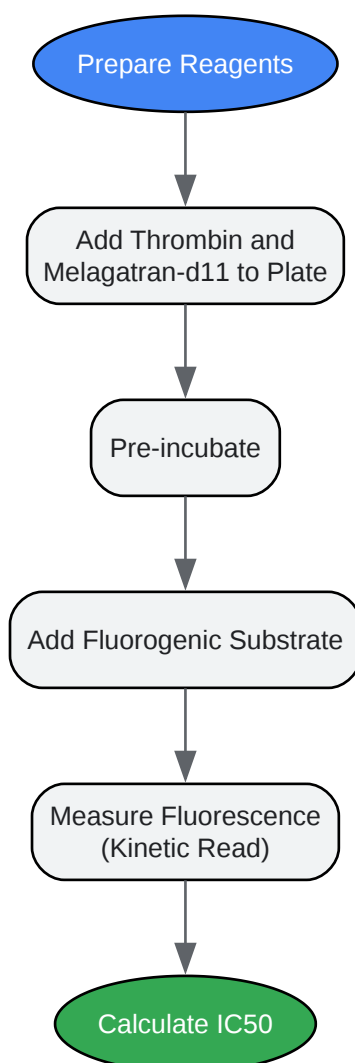 Prepare Reagents
Add Thrombin and
Melagatran-d11 to Plate
Pre-incubate
Add Fluorogenic Substrate
Measure Fluorescence
(Kinetic Read)
Calculate IC50